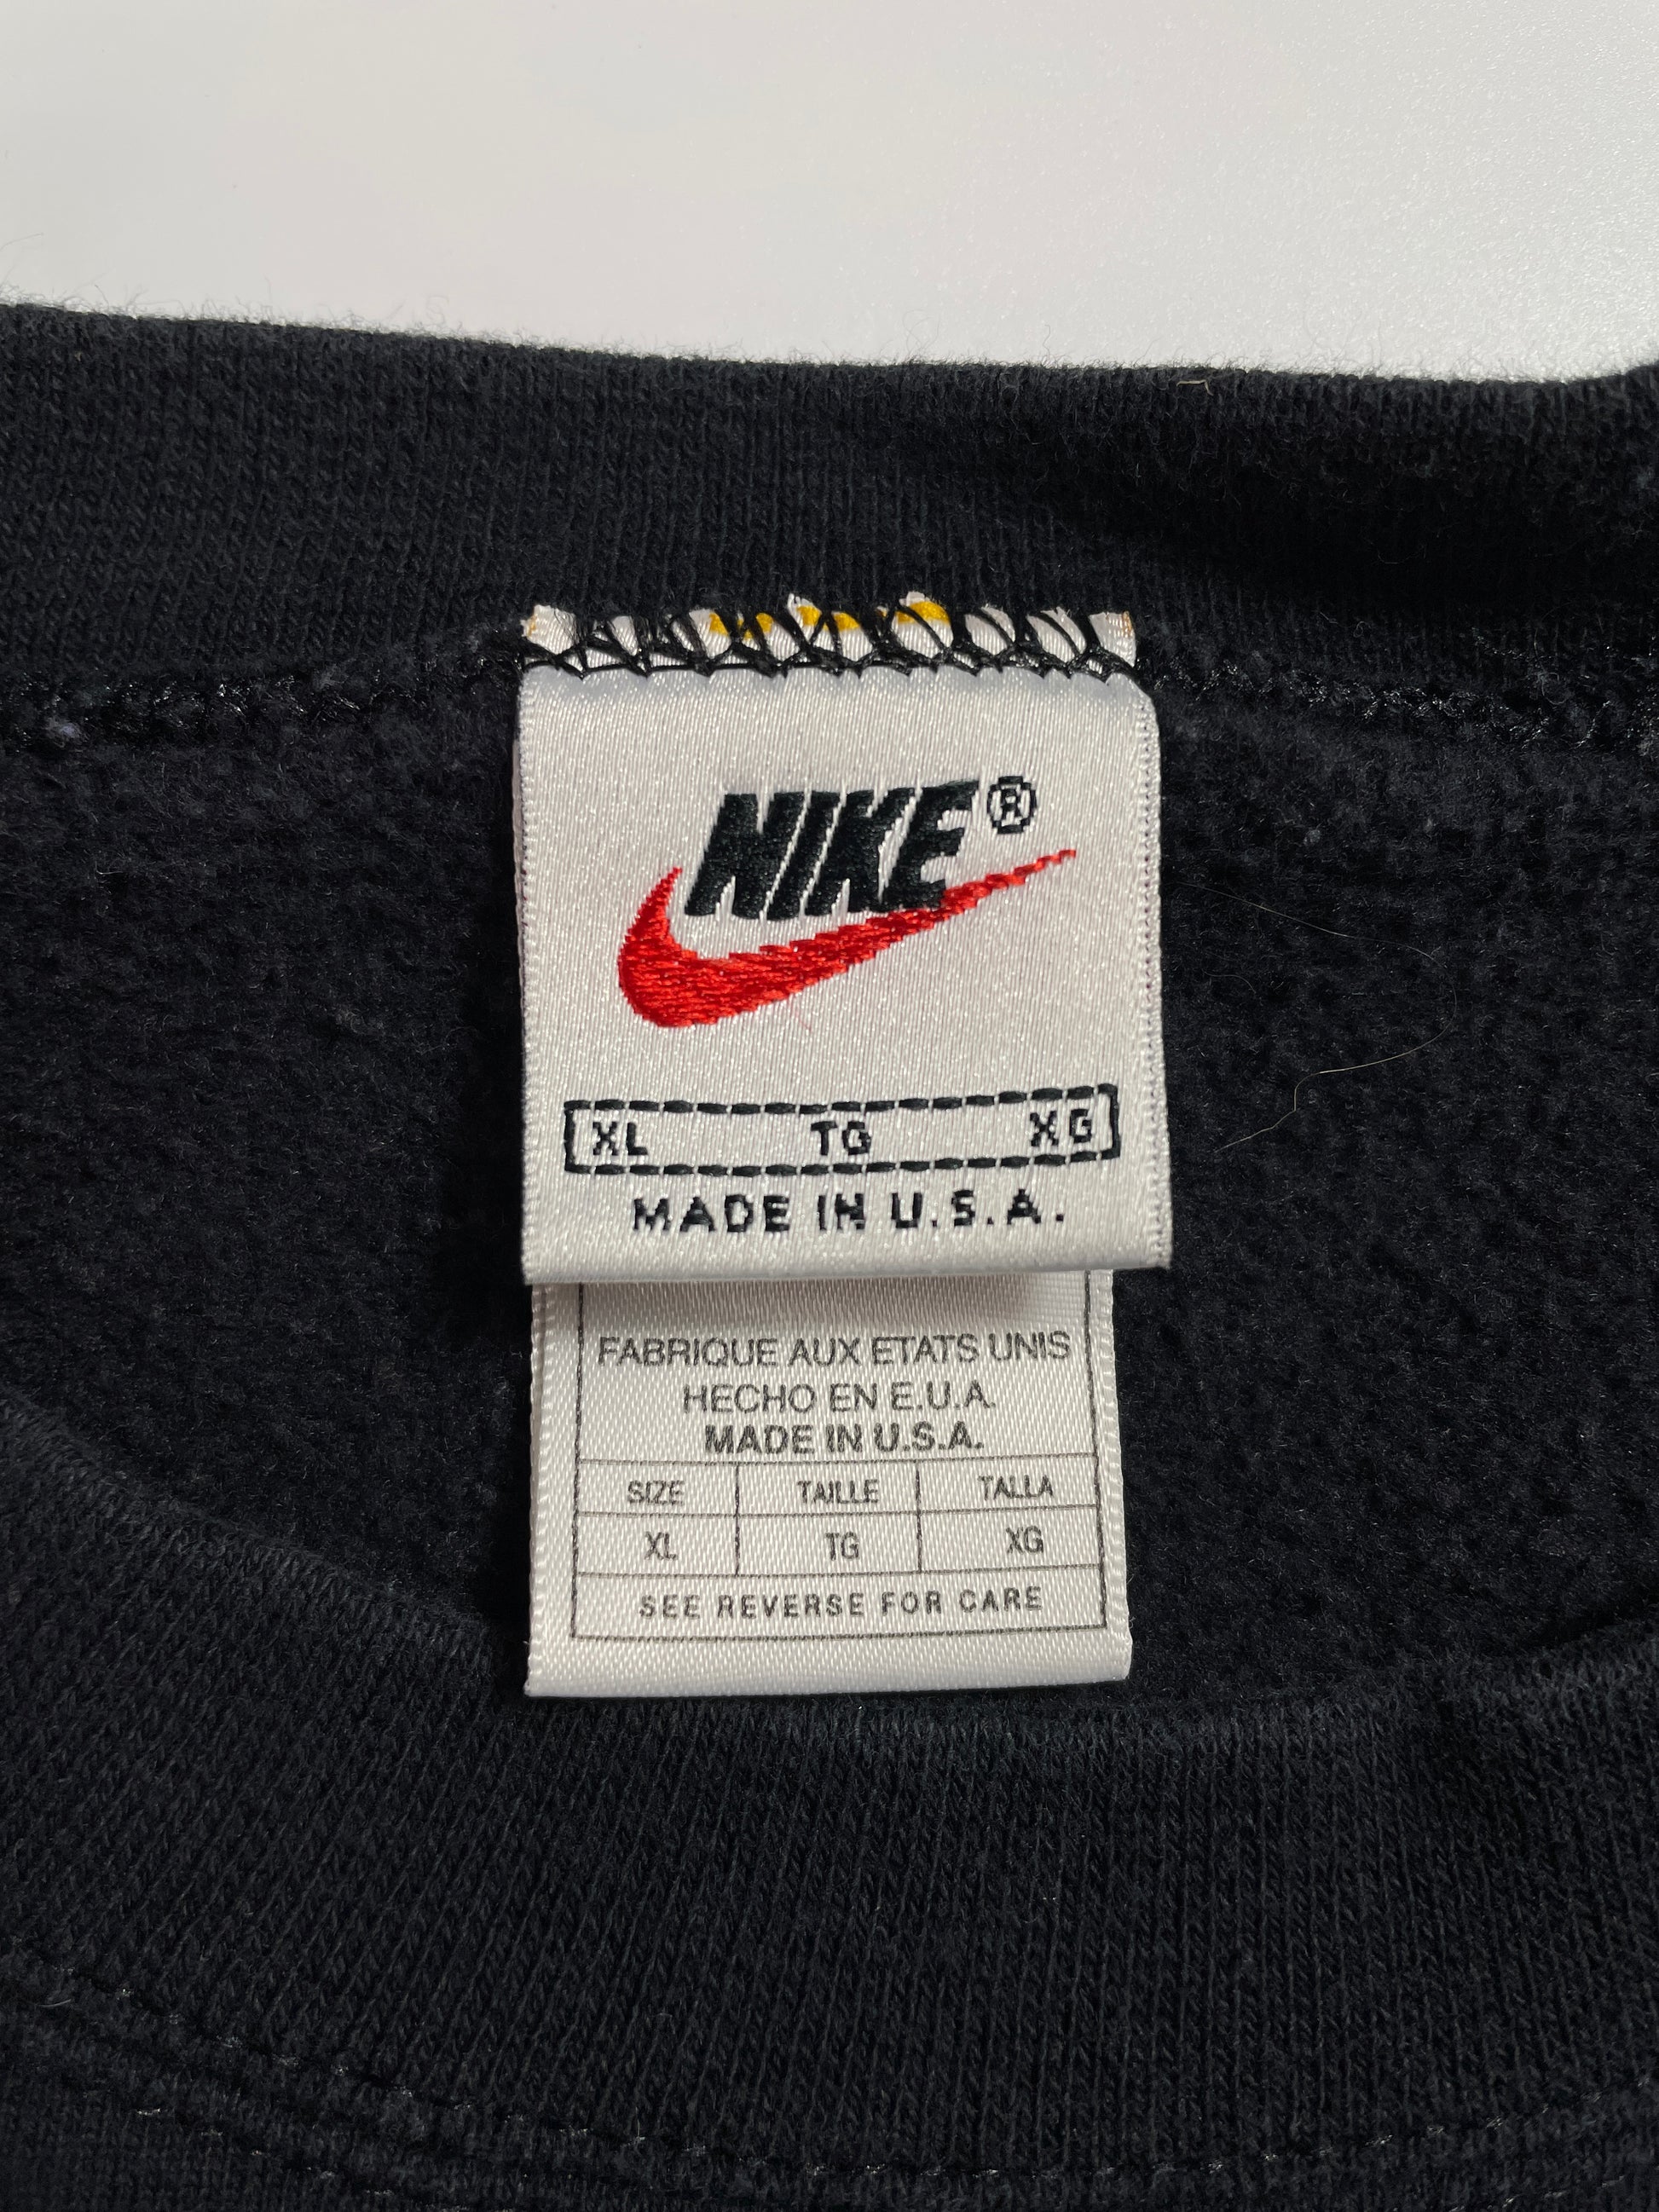 NIKE®
XL TG XG
MADE IN U.S.A.
FABRIQUE AUX ETATS UNIS
HECHO EN E.U.A.
MADE IN U.S.A.
SIZE TAILLE TALLA
XL TG XG
SEE REVERSE FOR CARE